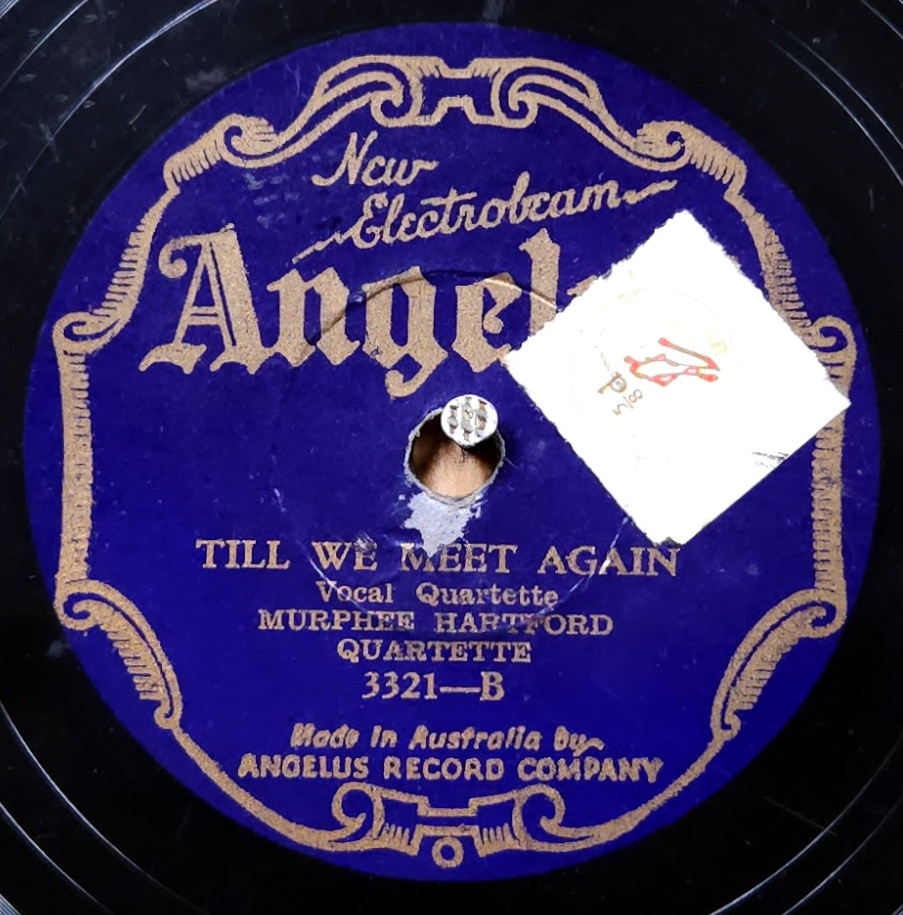 New
Electrobeam
Angel
TILL WE MEET AGAIN
Vocal Quartette
MURPHEE HARTFORD
QUARTETTE
3321—B
Made in Australia by
ANGELUS RECORD COMPANY